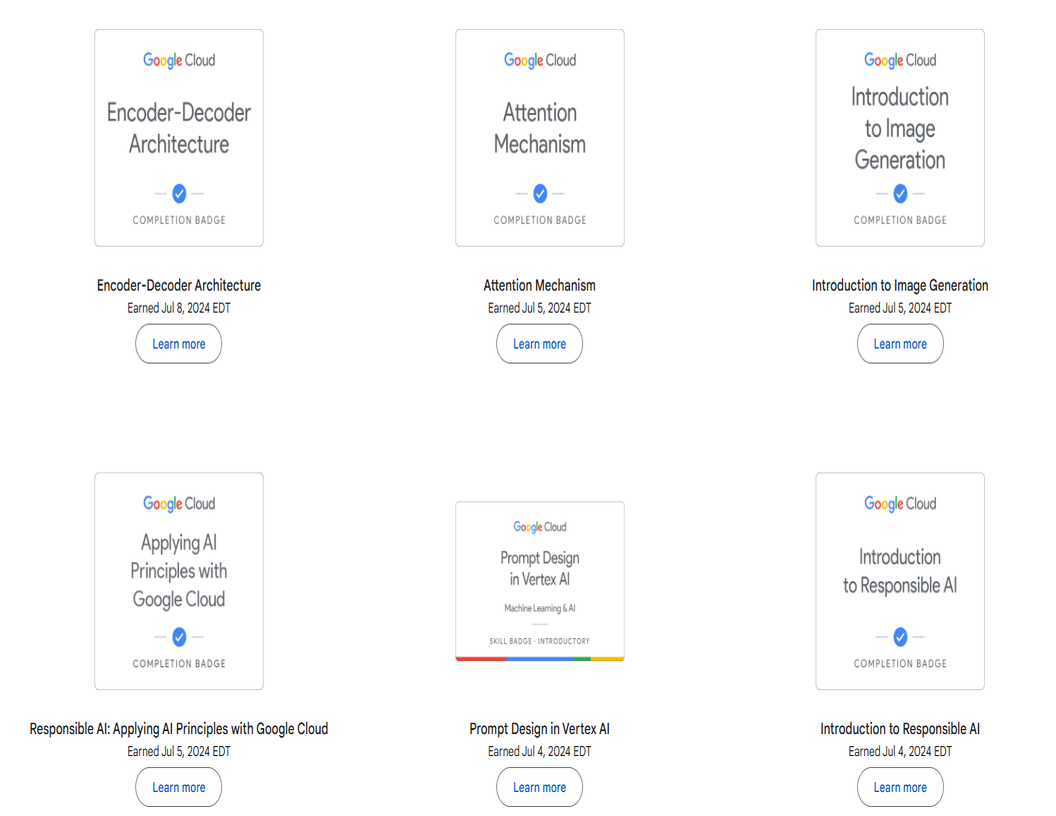 Google Cloud
Encoder-Decoder
Architecture
COMPLETION BADGE
Encoder-Decoder Architecture
Earned Jul 8, 2024 EDT
Learn more
Google Cloud
Attention
Mechanism
COMPLETION BADGE
Attention Mechanism
Earned Jul 5, 2024 EDT
Learn more
Google Cloud
Introduction
to Image
Generation
COMPLETION BADGE
Introduction to Image Generation
Earned Jul 5, 2024 EDT
Learn more
Google Cloud
Applying AI
Principles with
Google Cloud
COMPLETION BADGE
Responsible AI: Applying AI Principles with Google Cloud
Earned Jul 5, 2024 EDT
Learn more
Google Cloud
Prompt Design
in Vertex AI
Machine Learning & AI
SKILL BADGE · INTRODUCTORY
Prompt Design in Vertex AI
Earned Jul 4, 2024 EDT
Learn more
Google Cloud
Introduction
to Responsible AI
COMPLETION BADGE
Introduction to Responsible AI
Earned Jul 4, 2024 EDT
Learn more